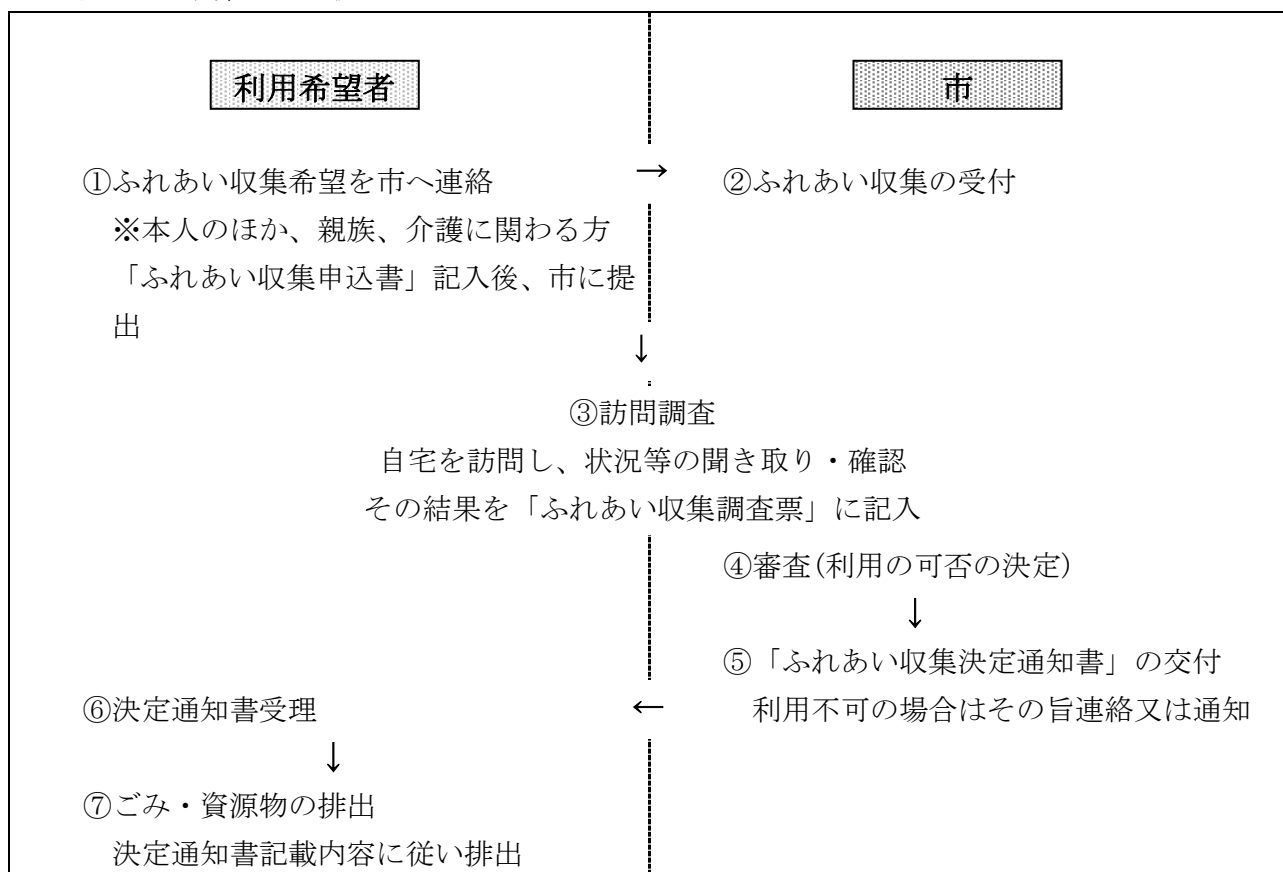 利用希望者
市
①ふれあい収集希望を市へ連絡
→
②ふれあい収集の受付
※本人のほか、親族、介護に関わる方
「ふれあい収集申込書」記入後、市に提
出
↓
③訪問調査
自宅を訪問し、状況等の聞き取り・確認
その結果を「ふれあい収集調査票」に記入
④審査(利用の可否の決定)
↓
⑤「ふれあい収集決定通知書」の交付
利用不可の場合はその旨連絡又は通知
←
⑥決定通知書受理
↓
⑦ごみ・資源物の排出
決定通知書記載内容に従い排出